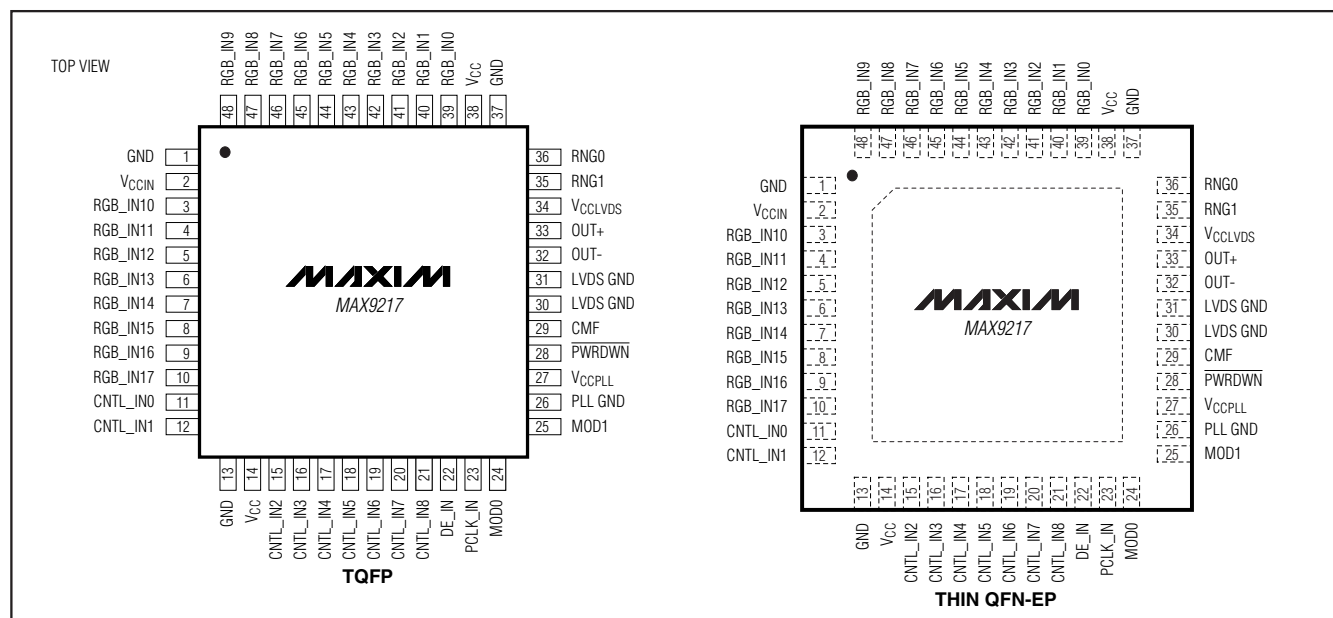 TOP VIEW
RGB_IN9
RGB_IN8
RGB_IN7
RGB_IN6
RGB_IN5
RGB_IN4
RGB_IN3
RGB_IN2
RGB_IN1
RGB_IN0
VCC
GND
48
47
46
45
44
43
42
41
40
39
38
37
GND 1
VCCIN 2
RGB_IN10 3
RGB_IN11 4
RGB_IN12 5
RGB_IN13 6
RGB_IN14 7
RGB_IN15 8
RGB_IN16 9
RGB_IN17 10
CNTL_IN0 11
CNTL_IN1 12
MAXIM
MAX9217
36 RNG0
35 RNG1
34 VCCLVDS
33 OUT+
32 OUT-
31 LVDS GND
30 LVDS GND
29 CMF
28 PWRDWN
27 VCCPLL
26 PLL GND
25 MOD1
13
14
15
16
17
18
19
20
21
22
23
24
GND
VCC
CNTL_IN2
CNTL_IN3
CNTL_IN4
CNTL_IN5
CNTL_IN6
CNTL_IN7
CNTL_IN8
DE_IN
PCLK_IN
MOD0
TQFP
RGB_IN9
RGB_IN8
RGB_IN7
RGB_IN6
RGB_IN5
RGB_IN4
RGB_IN3
RGB_IN2
RGB_IN1
RGB_IN0
VCC
GND
48
47
46
45
44
43
42
41
40
39
38
37
GND 1
VCCIN 2
RGB_IN10 3
RGB_IN11 4
RGB_IN12 5
RGB_IN13 6
RGB_IN14 7
RGB_IN15 8
RGB_IN16 9
RGB_IN17 10
CNTL_IN0 11
CNTL_IN1 12
MAXIM
MAX9217
36 RNG0
35 RNG1
34 VCCLVDS
33 OUT+
32 OUT-
31 LVDS GND
30 LVDS GND
29 CMF
28 PWRDWN
27 VCCPLL
26 PLL GND
25 MOD1
13
14
15
16
17
18
19
20
21
22
23
24
GND
VCC
CNTL_IN2
CNTL_IN3
CNTL_IN4
CNTL_IN5
CNTL_IN6
CNTL_IN7
CNTL_IN8
DE_IN
PCLK_IN
MOD0
THIN QFN-EP